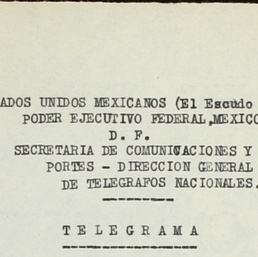 ADOS UNIDOS MEXICANOS (El Escudo
PODER EJECUTIVO FEDERAL,MEXICO
D. F.
SECRETARIA DE COMUNICACIONES Y
PORTES - DIRECCION GENERAL
DE TELEGRAFOS NACIONALES.
TELEGRAMA